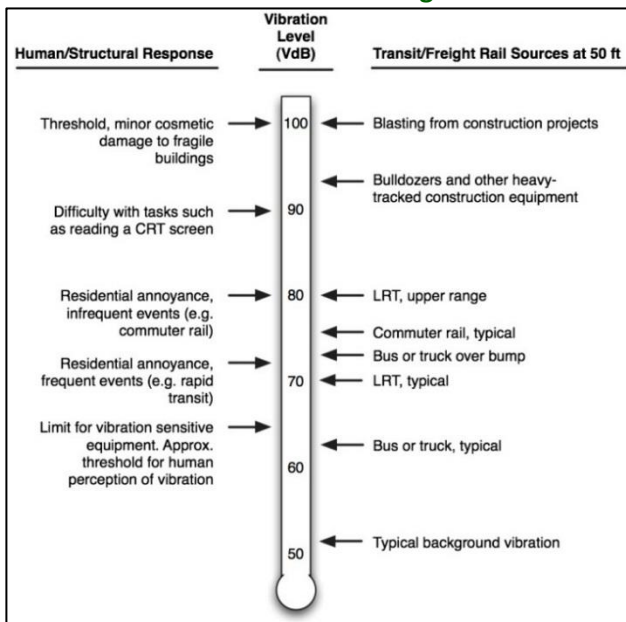 Human/Structural Response
Vibration
Level
(VdB)
Transit/Freight Rail Sources at 50 ft
Threshold, minor cosmetic
damage to fragile
buildings
100
Blasting from construction projects
Bulldozers and other heavy-
tracked construction equipment
Difficulty with tasks such
as reading a CRT screen
90
Residential annoyance,
infrequent events (e.g.
commuter rail)
80
LRT, upper range
Commuter rail, typical
Bus or truck over bump
Residential annoyance,
frequent events (e.g. rapid
transit)
70
LRT, typical
Limit for vibration sensitive
equipment. Approx.
threshold for human
perception of vibration
Bus or truck, typical
60
Typical background vibration
50